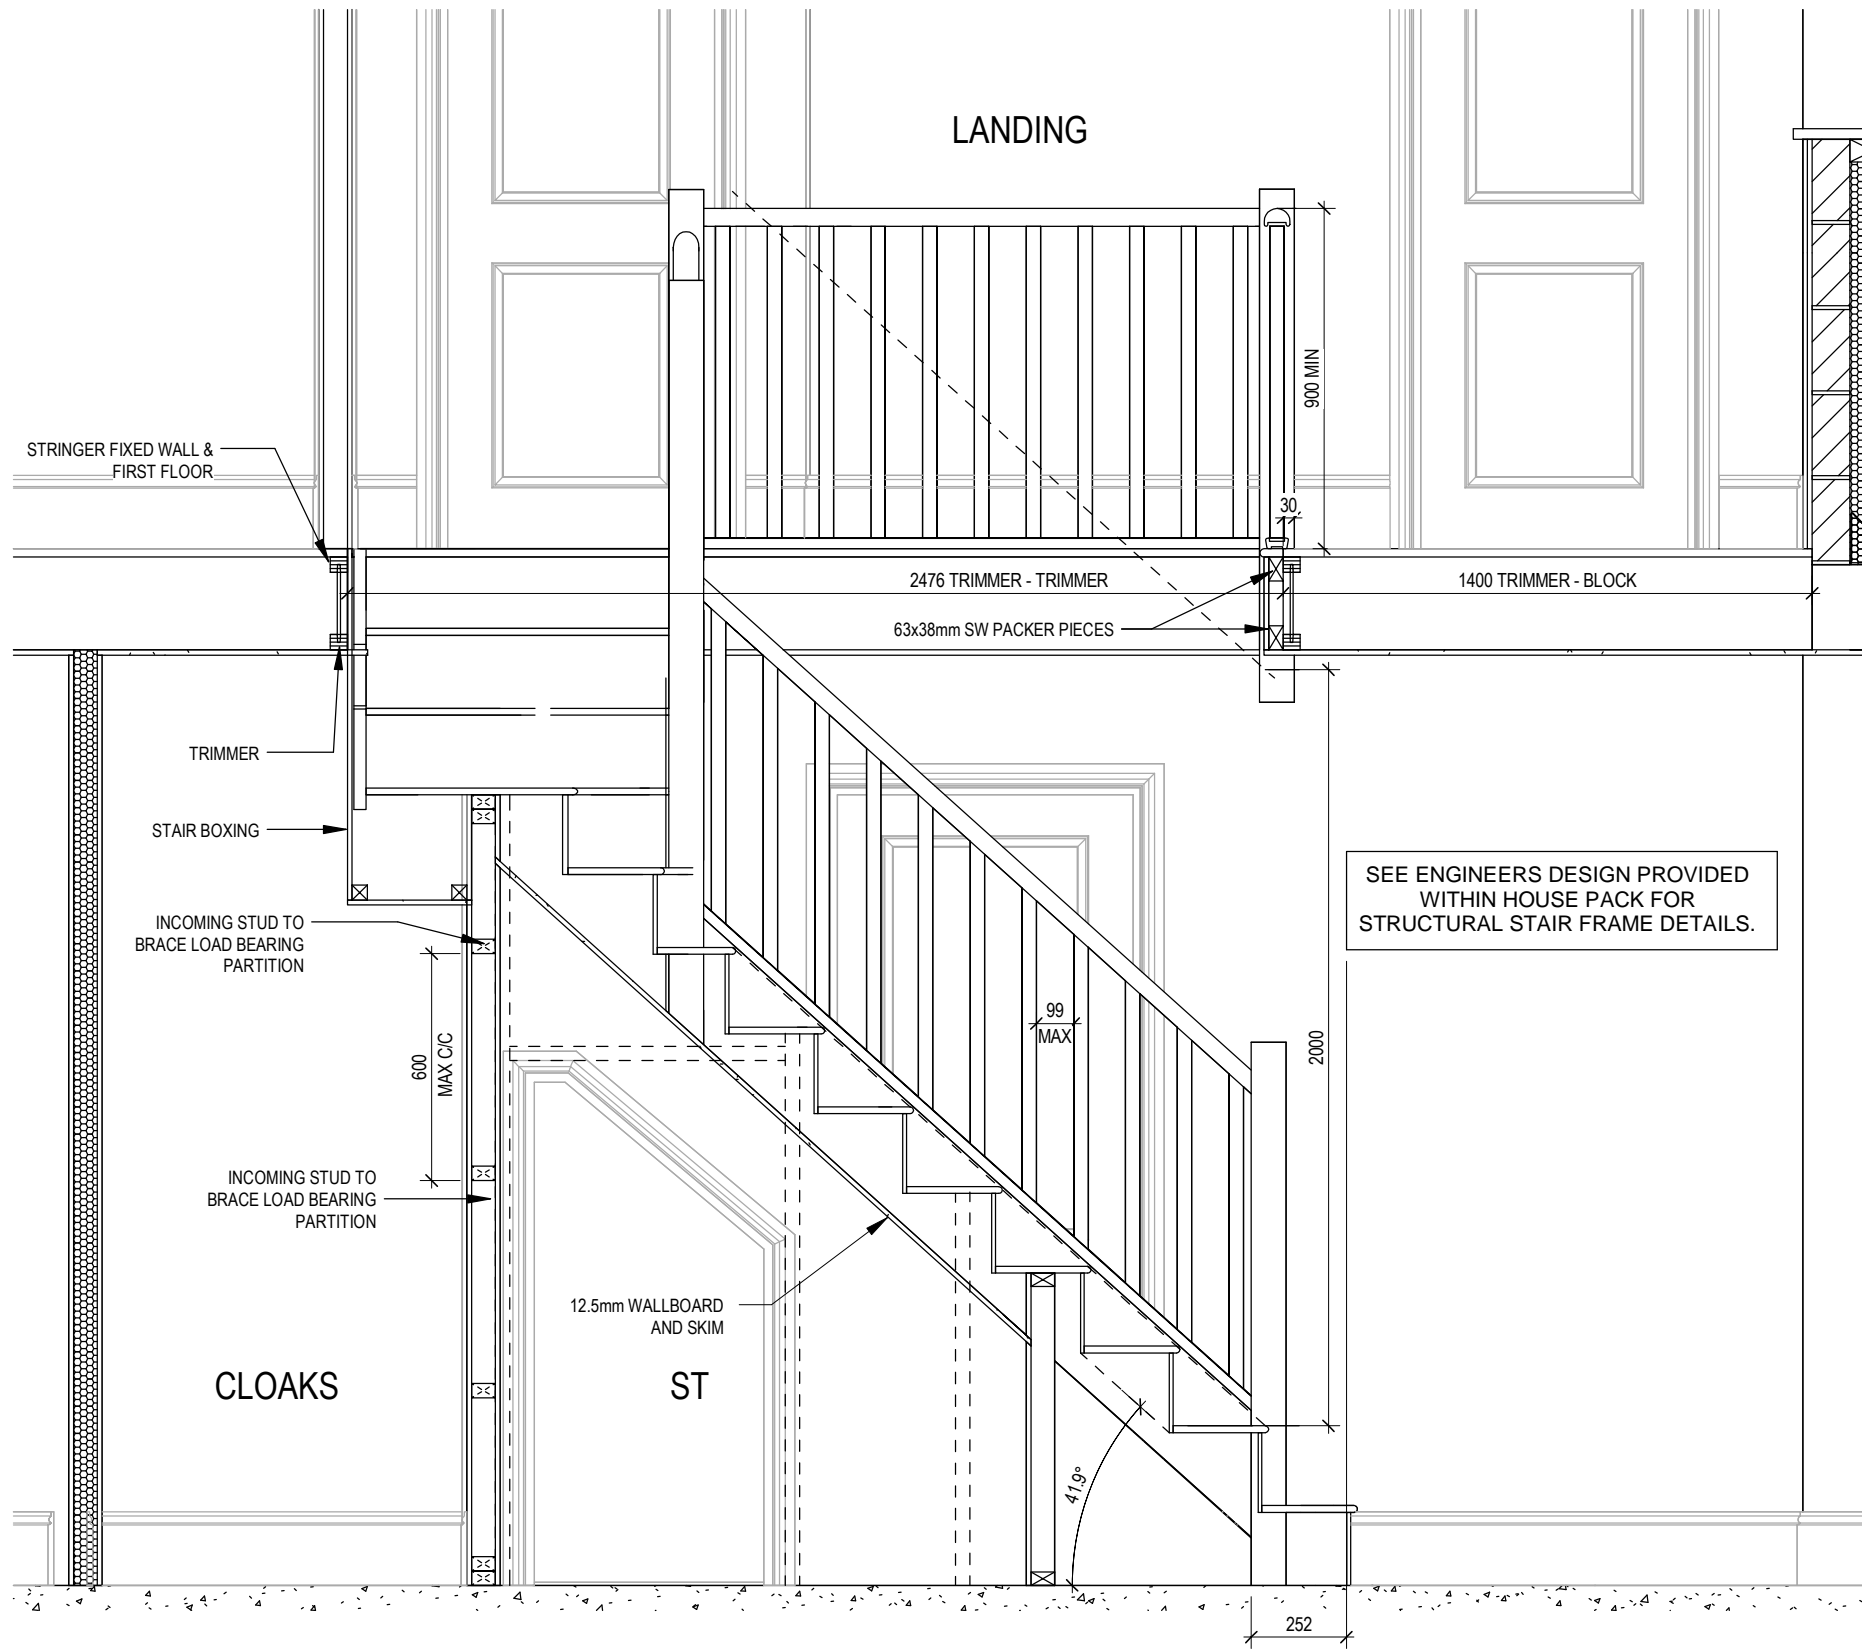 LANDING
900 MIN
STRINGER FIXED WALL &
FIRST FLOOR
30
2476 TRIMMER - TRIMMER
1400 TRIMMER - BLOCK
63x38mm SW PACKER PIECES
TRIMMER
STAIR BOXING
SEE ENGINEERS DESIGN PROVIDED
WITHIN HOUSE PACK FOR
STRUCTURAL STAIR FRAME DETAILS.
INCOMING STUD TO
BRACE LOAD BEARING
PARTITION
99
MAX
2000
600
MAX C/C
INCOMING STUD TO
BRACE LOAD BEARING
PARTITION
12.5mm WALLBOARD
AND SKIM
CLOAKS
ST
41.9°
252